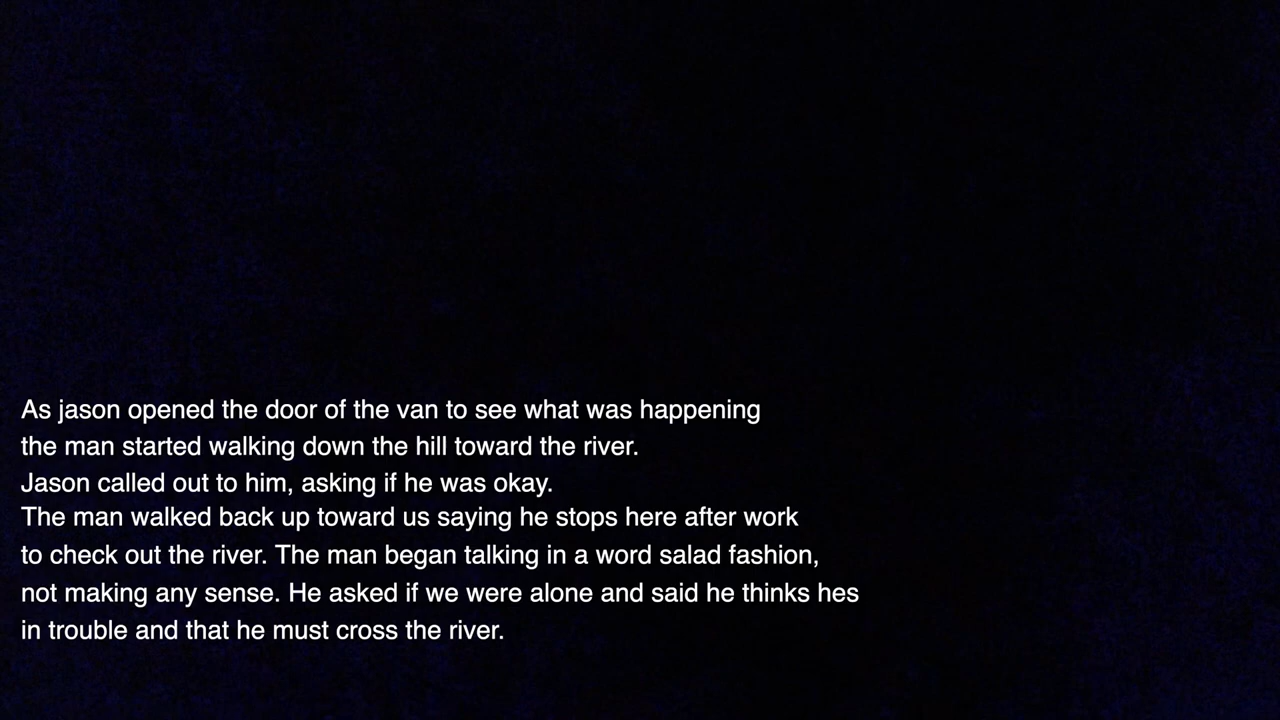 As jason opened the door of the van to see what was happening
the man started walking down the hill toward the river.
Jason called out to him, asking if he was okay.
The man walked back up toward us saying he stops here after work
to check out the river. The man began talking in a word salad fashion,
not making any sense. He asked if we were alone and said he thinks hes
in trouble and that he must cross the river.